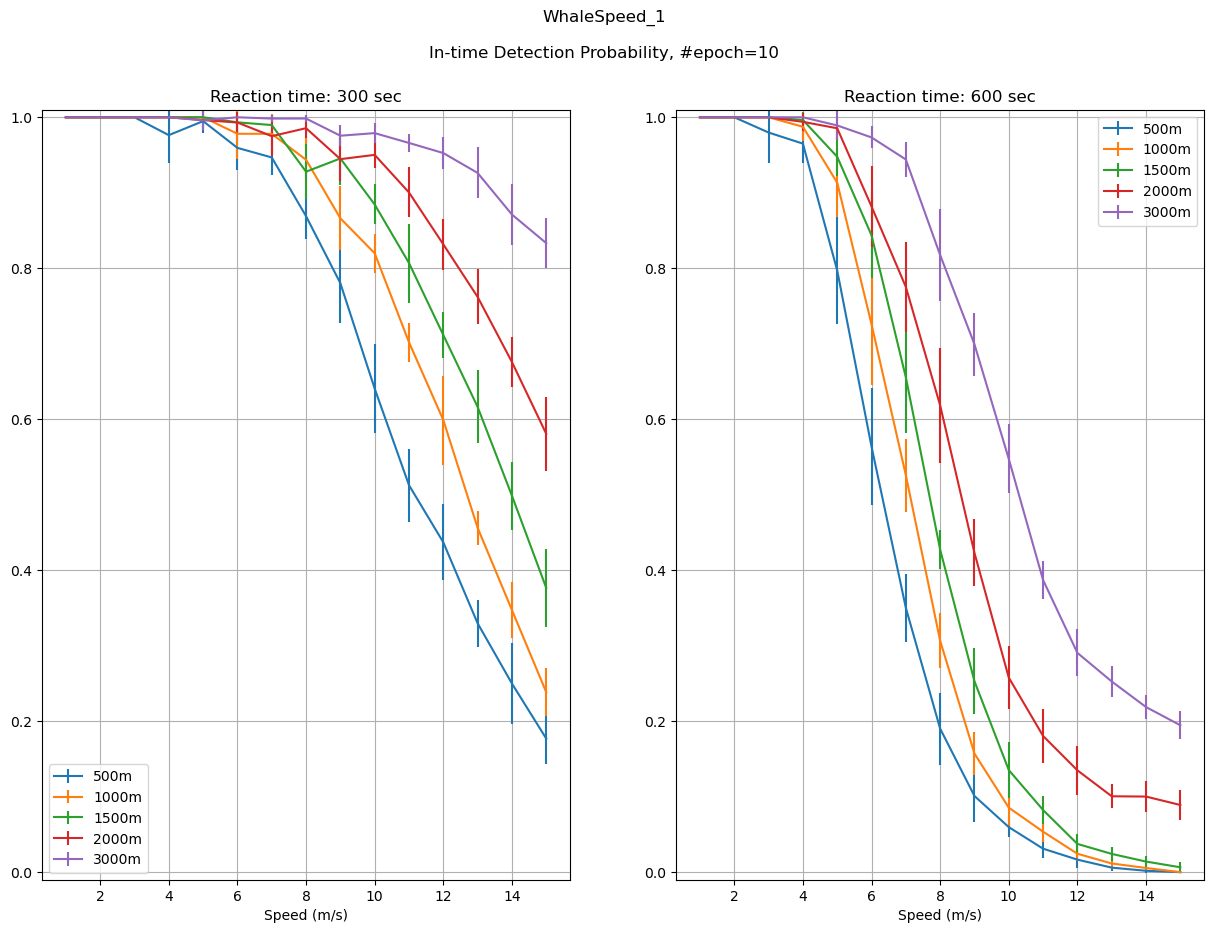 WhaleSpeed_1
In-time Detection Probability, #epoch=10
Reaction time: 300 sec
1.0
0.8
0.6
0.4
0.2
0.0
500m
1000m
1500m
2000m
3000m
2 4 6 8 10 12 14
Speed (m/s)
Reaction time: 600 sec
1.0
0.8
0.6
0.4
0.2
0.0
500m
1000m
1500m
2000m
3000m
2 4 6 8 10 12 14
Speed (m/s)